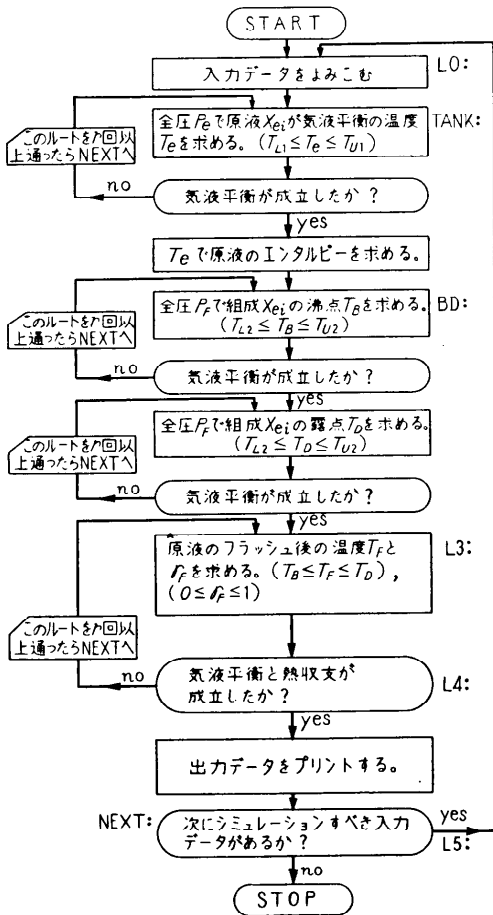 START
入力データをよみこむ
L0:
全圧Peで原液Xeiが気液平衡の温度
Teを求める。(TL1≤Te≤TU1)
TANK:
このルートをn回以
上通ったらNEXTへ
no
気液平衡が成立したか?
yes
Teで原液のエンタルピーを求める。
全圧PFで組成Xeiの沸点TBを求める。
(TL2≤TB≤TU2)
BD:
このルートをn回以
上通ったらNEXTへ
no
気液平衡が成立したか?
yes
全圧PFで組成Xeiの露点TDを求める。
(TL2≤TD≤TU2)
このルートをn回以
上通ったらNEXTへ
no
気液平衡が成立したか?
yes
原液のフラッシュ後の温度TFと
rFを求める。(TB≤TF≤TD),
(0≤rF≤1)
L3:
このルートをn回以
上通ったらNEXTへ
no
気液平衡と熱収支が
成立したか?
L4:
yes
出力データをプリントする。
NEXT:
次にシミュレーションすべき入力
データがあるか?
yes
L5:
no
STOP